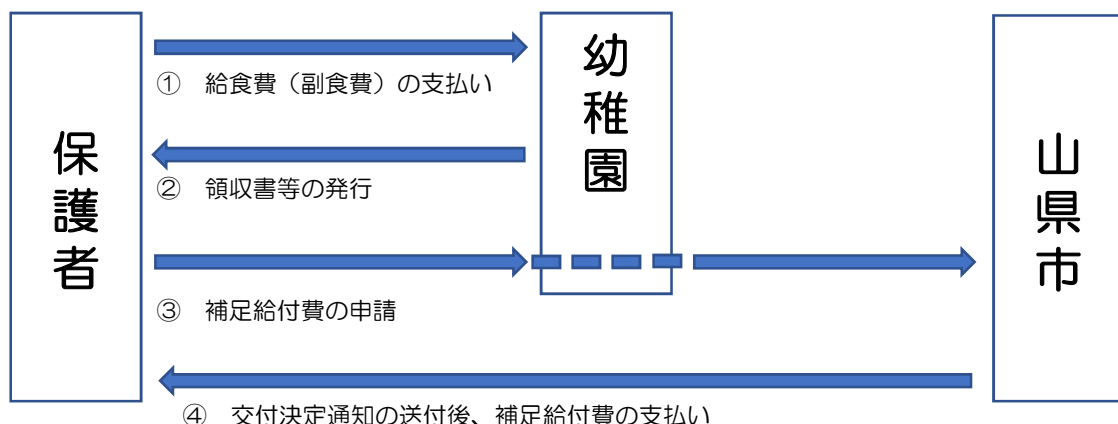 保護者
① 給食費（副食費）の支払い
② 領収書等の発行
③ 補足給付費の申請
④ 交付決定通知の送付後、補足給付費の支払い
幼稚園
山県市